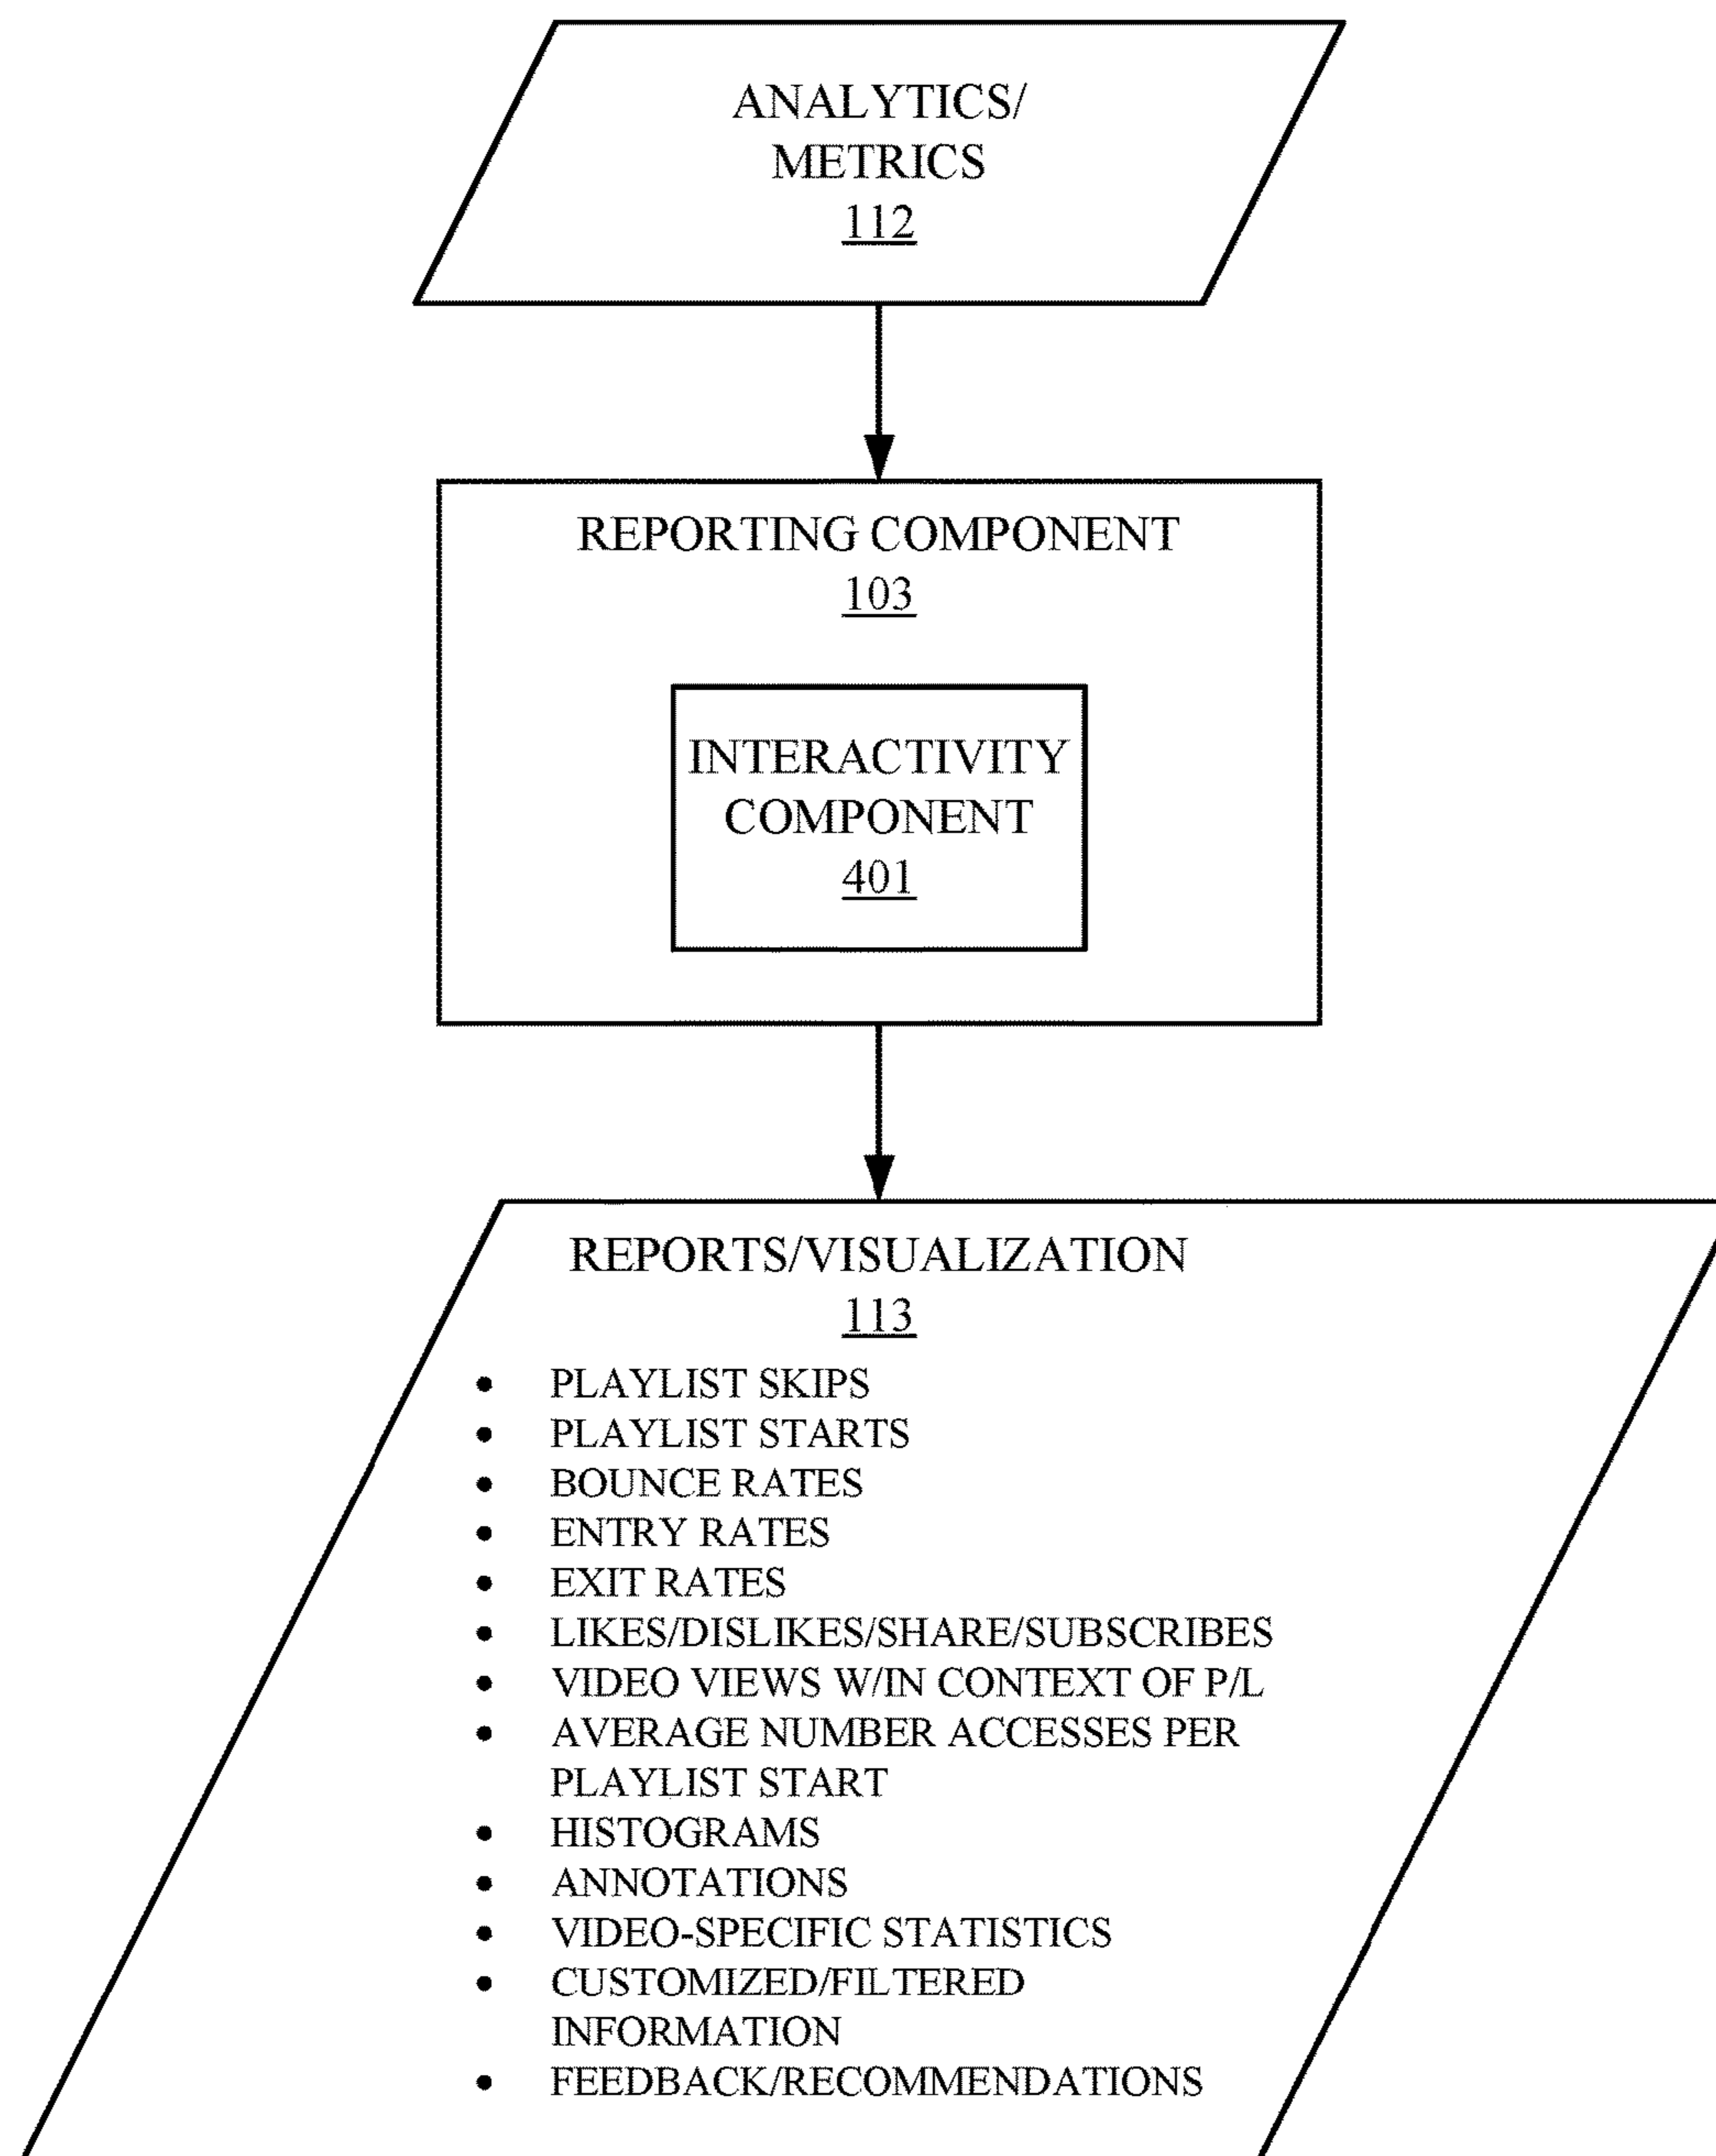 ANALYTICS/
METRICS
112
REPORTING COMPONENT
103
INTERACTIVITY
COMPONENT
401
REPORTS/VISUALIZATION
113
• PLAYLIST SKIPS
• PLAYLIST STARTS
• BOUNCE RATES
• ENTRY RATES
• EXIT RATES
• LIKES/DISLIKES/SHARE/SUBSCRIBES
• VIDEO VIEWS W/IN CONTEXT OF P/L
• AVERAGE NUMBER ACCESSES PER
PLAYLIST START
• HISTOGRAMS
• ANNOTATIONS
• VIDEO-SPECIFIC STATISTICS
• CUSTOMIZED/FILTERED
INFORMATION
• FEEDBACK/RECOMMENDATIONS